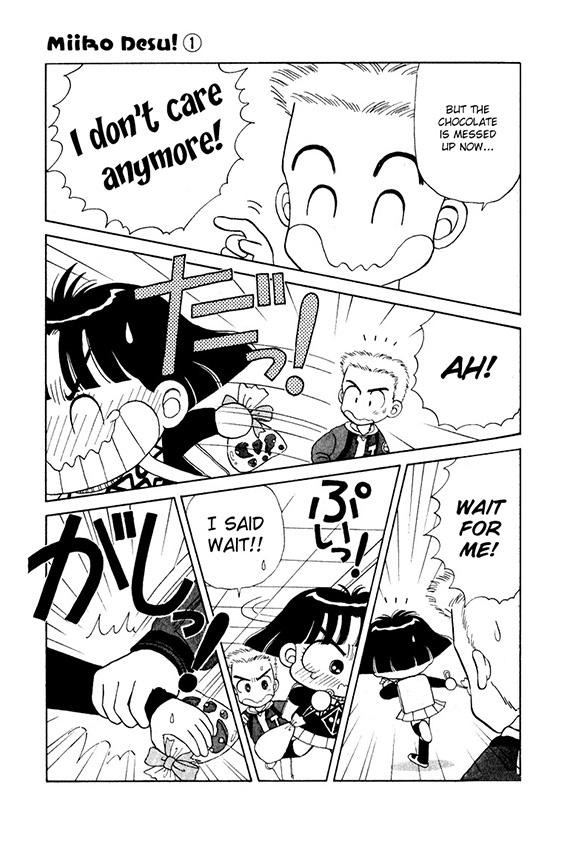 Miiko Desu! ①
BUT THE
CHOCOLATE
IS MESSED
UP NOW...
I don't care
anymore!
AH!
だっ!
WAIT
FOR
ME!
ぷいっ!
I SAID
WAIT!!
がしっ!